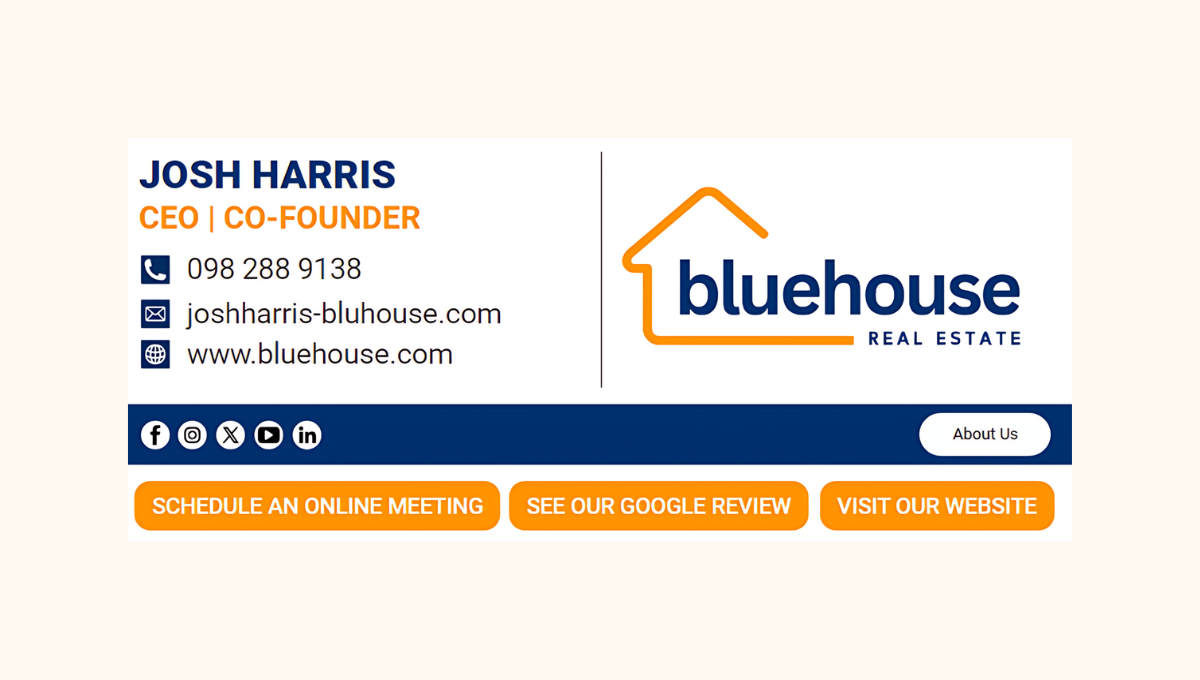 JOSH HARRIS
CEO | CO-FOUNDER
098 288 9138
joshharris-bluhouse.com
www.bluehouse.com
bluehouse
REAL ESTATE
About Us
SCHEDULE AN ONLINE MEETING
SEE OUR GOOGLE REVIEW
VISIT OUR WEBSITE